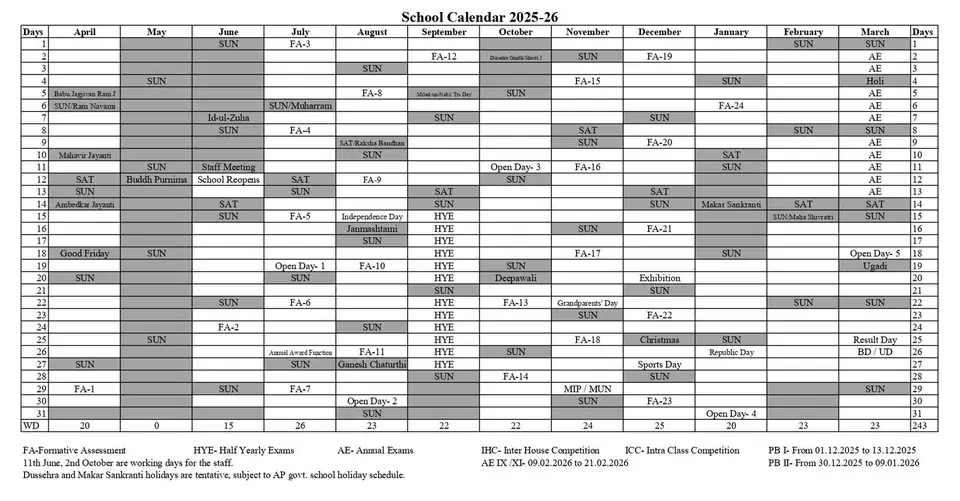 School Calendar 2025-26
Days April May June July August September October November December January February March Days
1 SUN FA-3 SUN SUN 1
2 FA-12 Dussehra Gandhi Shastri J SUN FA-19 AE 2
3 SUN AE 3
4 SUN FA-15 SUN Holi 4
5 Babu Jagjivan Ram J FA-8 Milad-un-Nabi/ Trs Day SUN AE 5
6 SUN/Ram Navami SUN/Muharram FA-24 AE 6
7 Id-ul-Zuha SUN SUN AE 7
8 SUN FA-4 SAT SUN SUN 8
9 SAT/Raksha Bandhan SUN FA-20 AE 9
10 Mahavir Jayanti SUN SAT AE 10
11 SUN Staff Meeting Open Day- 3 FA-16 SUN AE 11
12 SAT Buddh Purnima School Reopens SAT FA-9 SUN AE 12
13 SUN SUN SAT SAT AE 13
14 Ambedkar Jayanti SAT SUN SUN Makar Sankranti SAT SAT 14
15 SUN FA-5 Independence Day HYE SUN/Maha Shivratri SUN 15
16 Janmashtami HYE SUN FA-21 16
17 SUN HYE 17
18 Good Friday SUN HYE FA-17 SUN Open Day- 5 18
19 Open Day- 1 FA-10 HYE SUN Ugadi 19
20 SUN SUN HYE Deepawali Exhibition 20
21 SUN SUN 21
22 SUN FA-6 HYE FA-13 Grandparents' Day SUN SUN 22
23 HYE SUN FA-22 23
24 FA-2 SUN HYE 24
25 SUN HYE FA-18 Christmas SUN Result Day 25
26 Annual Award Function FA-11 HYE SUN Republic Day BD / UD 26
27 SUN SUN Ganesh Chaturthi HYE Sports Day 27
28 SUN FA-14 SUN 28
29 FA-1 SUN FA-7 MIP / MUN SUN 29
30 Open Day- 2 SUN FA-23 30
31 SUN Open Day- 4 31
WD 20 0 15 26 23 22 22 24 22 20 23 23 243
FA-Formative Assessment HYE- Half Yearly Exams AE- Annual Exams IHC- Inter House Competition ICC- Intra Class Competition PB I- From 01.12.2025 to 13.12.2025
11th June, 2nd October are working days for the staff. AE IX /XI- 09.02.2026 to 21.02.2026 PB II- From 30.12.2025 to 09.01.2026
Dussehra and Makar Sankranti holidays are tentative, subject to AP govt. school holiday schedule.